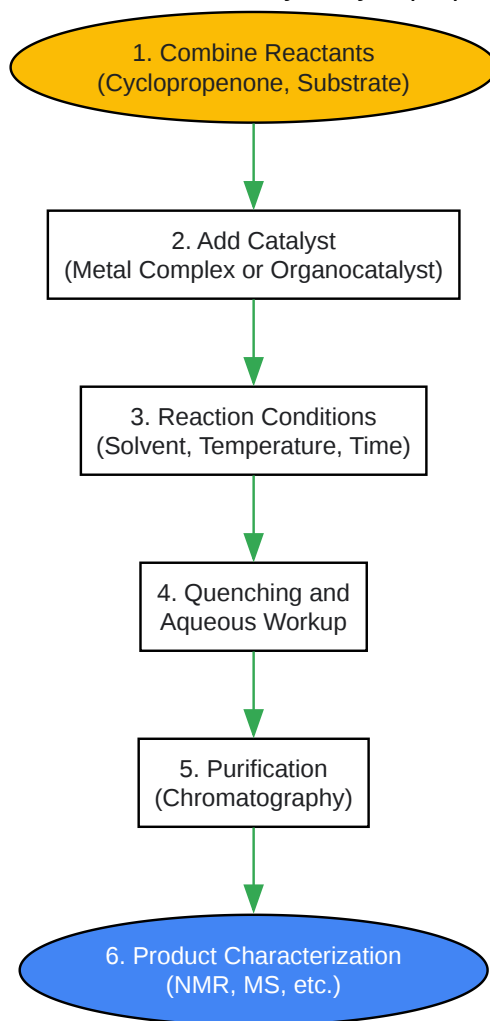 1. Combine Reactants
(Cyclopropenone, Substrate)
2. Add Catalyst
(Metal Complex or Organocatalyst)
3. Reaction Conditions
(Solvent, Temperature, Time)
4. Quenching and
Aqueous Workup
5. Purification
(Chromatography)
6. Product Characterization
(NMR, MS, etc.)